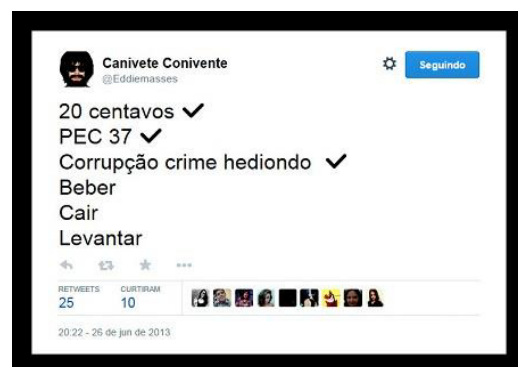 Canivete Conivente
@Eddiemasses
Seguindo
20 centavos ✓
PEC 37 ✓
Corrupção crime hediondo ✓
Beber
Cair
Levantar
RETWEETS CURTIRAM
25 10
20:22 - 26 de jun de 2013